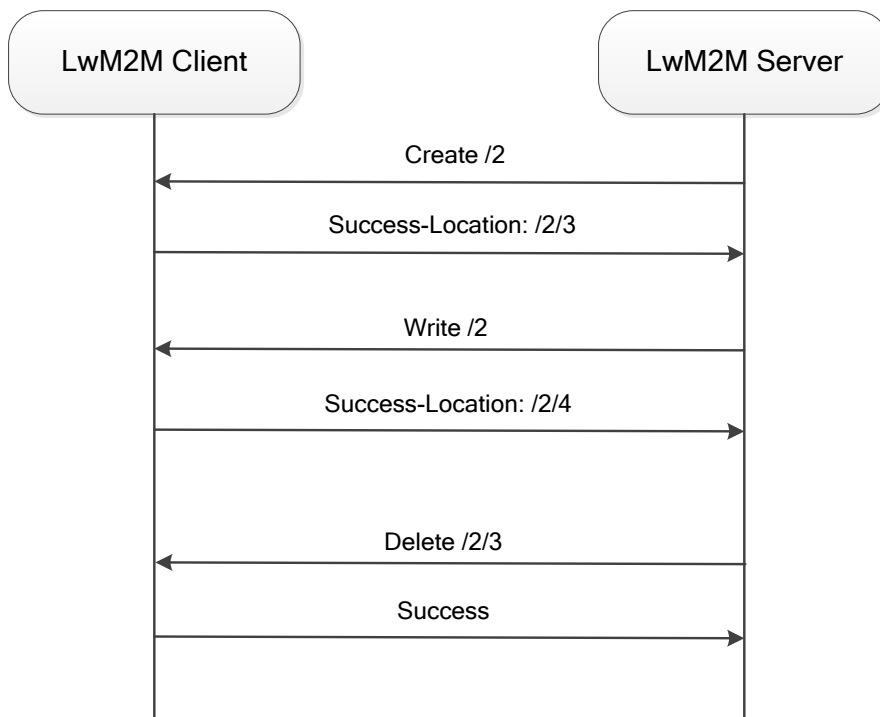 LwM2M Client
LwM2M Server
Create /2
Success-Location: /2/3
Write /2
Success-Location: /2/4
Delete /2/3
Success